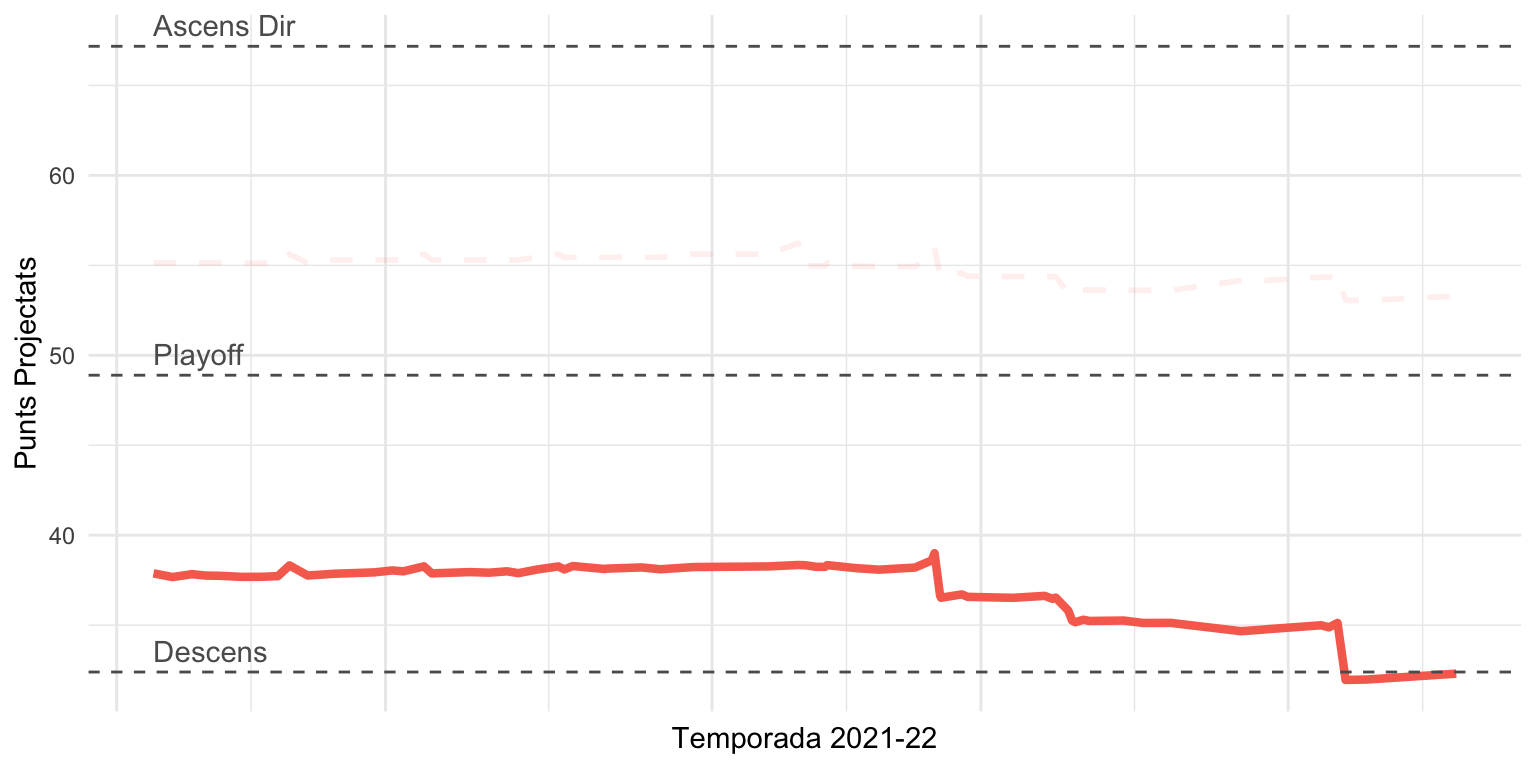 Ascens Dir
60
Punts Projectats
Playoff
50
40
Descens
Temporada 2021-22